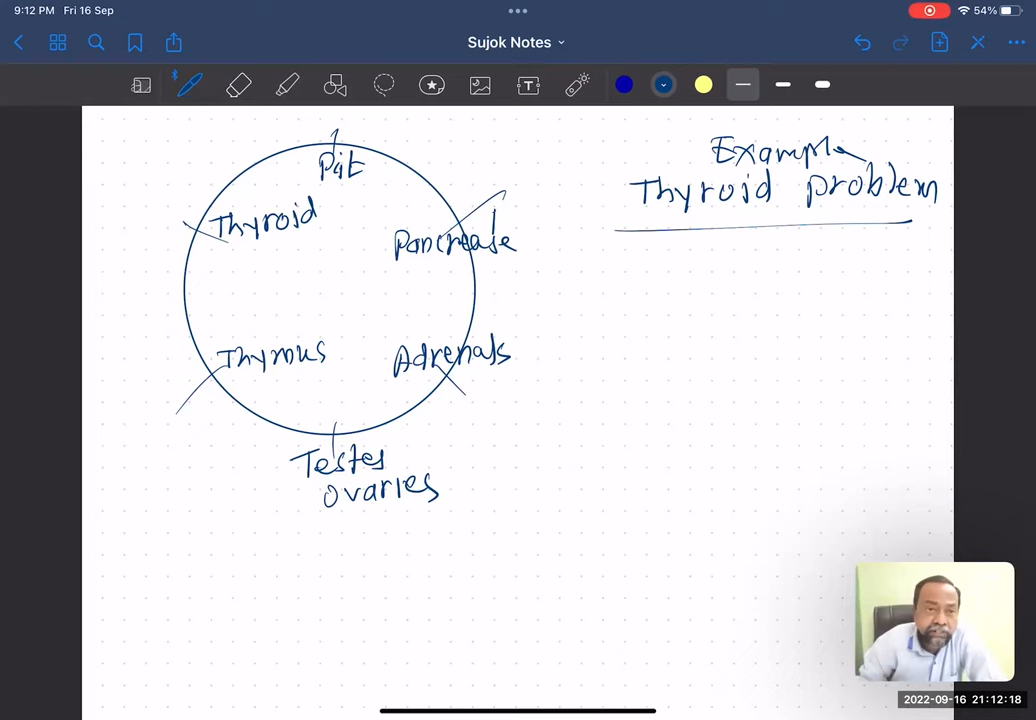 9:12 PM Fri 16 Sep
54%
Sujok Notes
T
Example
Thyroid problem
Pit
Thyroid
Pancrease
Thymus
Adrenals
Testes
ovaries
2022-09-16 21:12:18